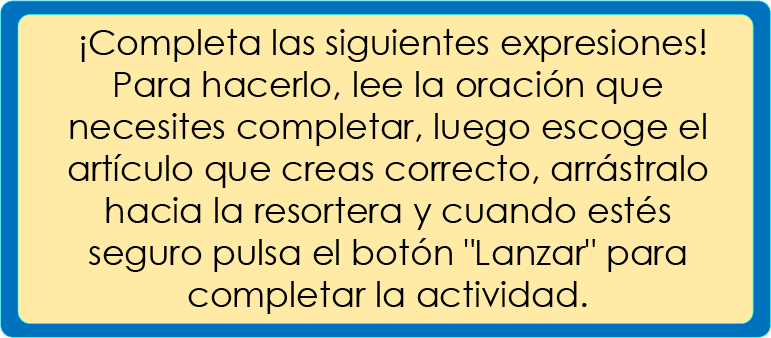 ¡Completa las siguientes expresiones!
Para hacerlo, lee la oración que
necesites completar, luego escoge el
artículo que creas correcto, arrástralo
hacia la resortera y cuando estés
seguro pulsa el botón "Lanzar" para
completar la actividad.